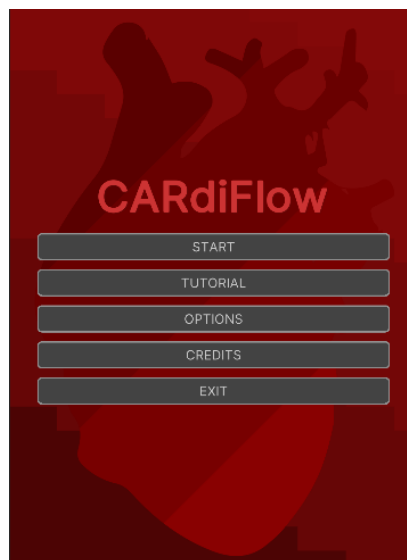 CARdiFlow
START
TUTORIAL
OPTIONS
CREDITS
EXIT